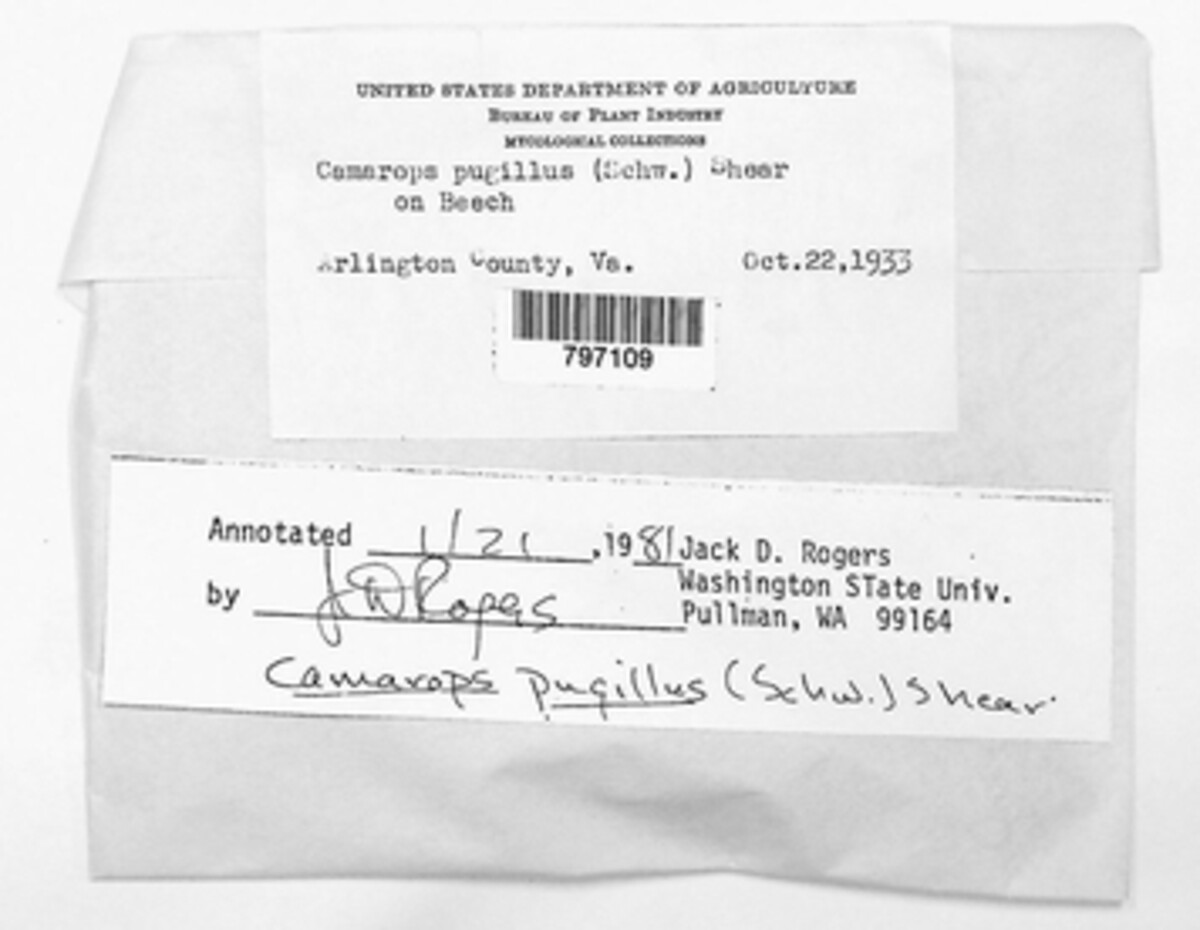 UNITED STATES DEPARTMENT OF AGRICULTURE
BUREAU OF PLANT INDUSTRY
MYCOLOGICAL COLLECTIONS
Camarops pugillus (Schw.) Shear
on Beech
Arlington County, Va. Oct.22,1933
797109
Annotated 1/21 ,1981 Jack D. Rogers
Washington STate Univ.
by JDRogers Pullman, WA 99164
Camarops pugillus (Schw.) Shear